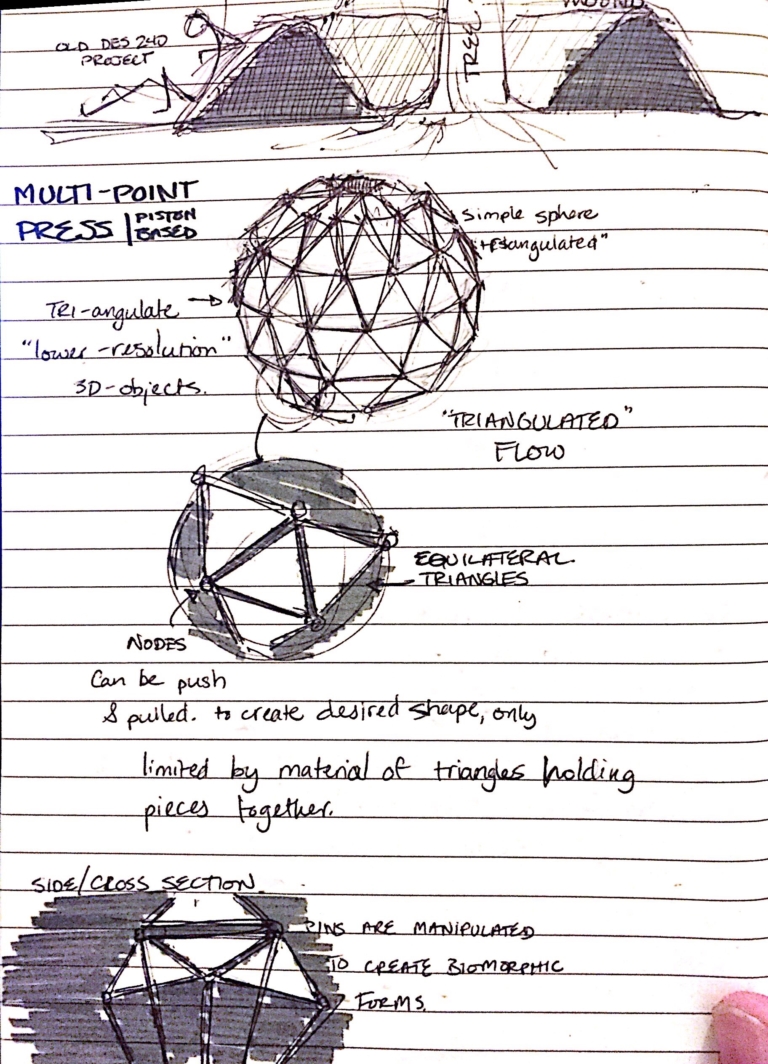 MOUND
OLD DES 240
PROJECT
TREE
MULTI-POINT
PRESS | PISTON
BASED
simple sphere
"triangulated"
TRI-angulate
"lower-resolution"
3D-objects.
"TRIANGULATED"
FLOW
EQUILATERAL
TRIANGLES
NODES
Can be push
& pulled. to create desired shape, only
limited by material of triangles holding
pieces together.
SIDE/CROSS SECTION.
PINS ARE MANIPULATED
TO CREATE BIOMORPHIC
FORMS.